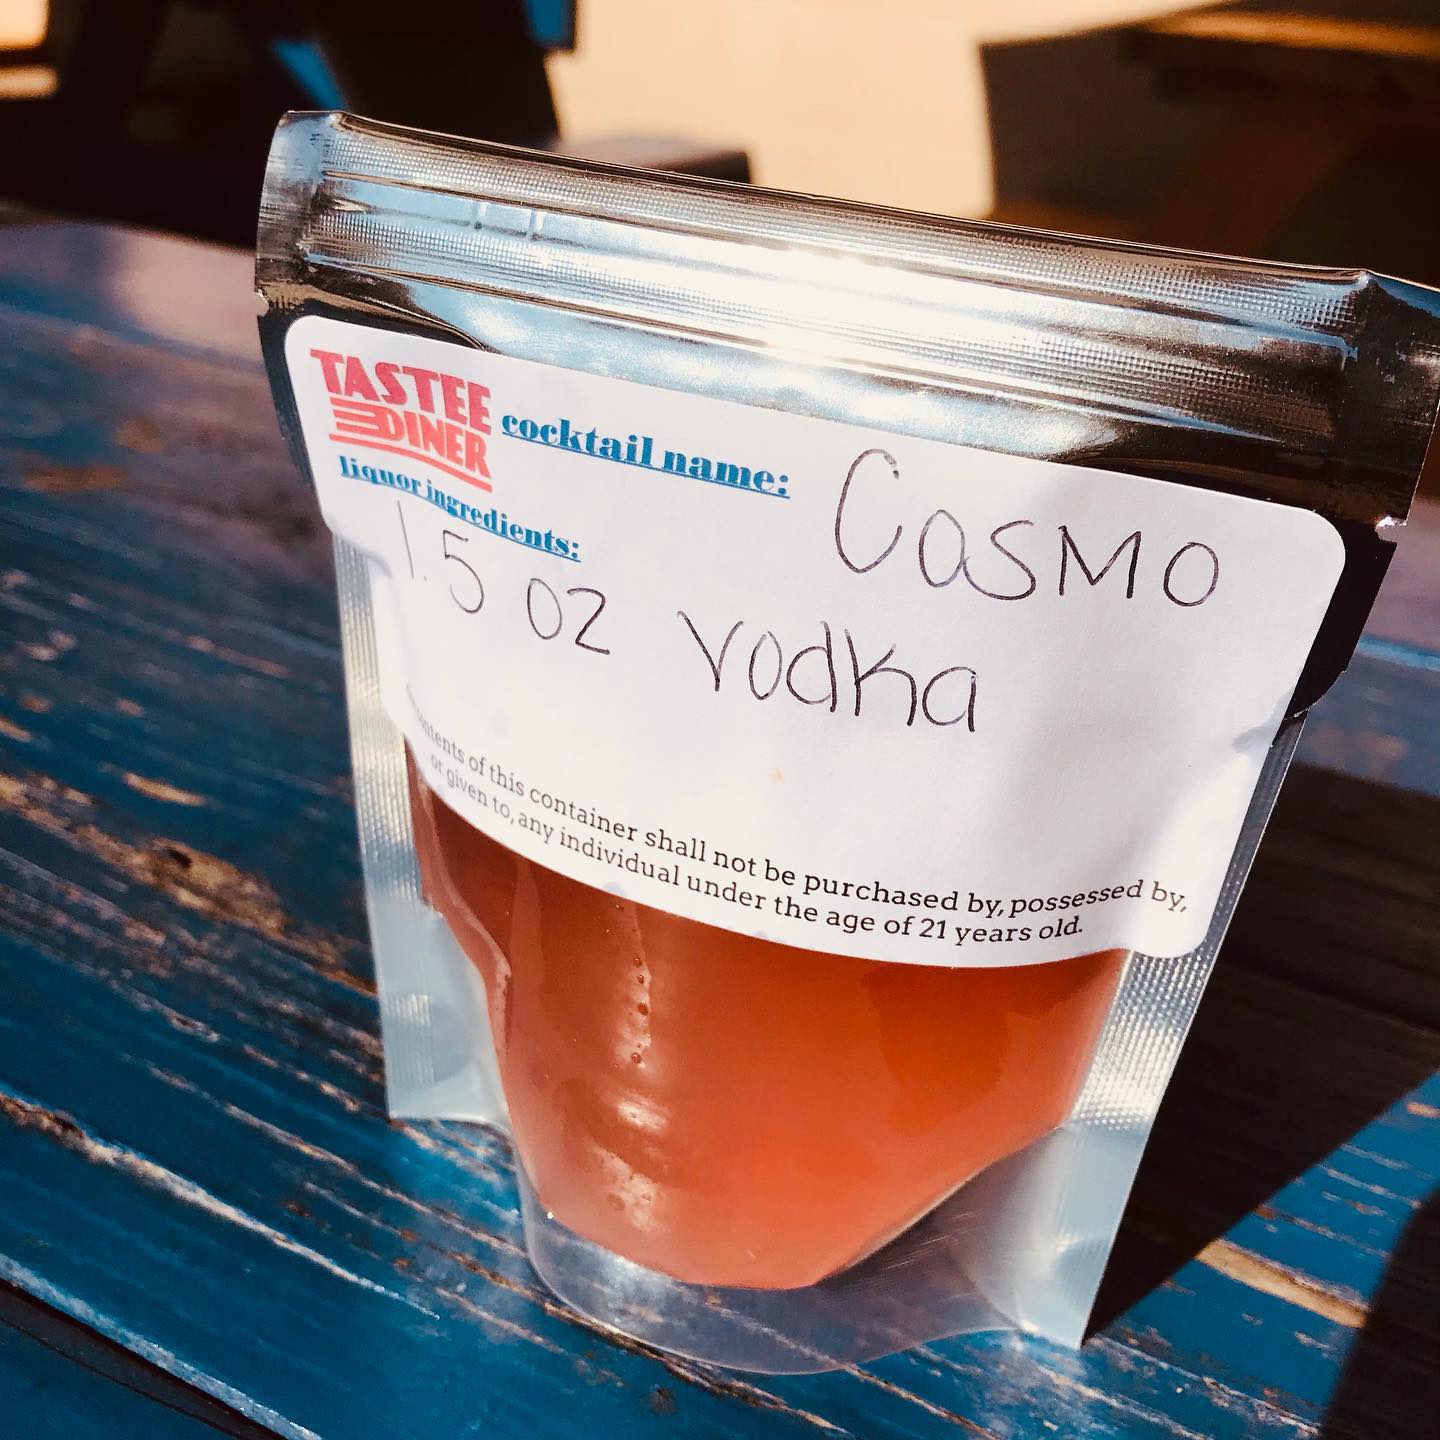 TASTEE
DINER
cocktail name: Cosmo
liquor ingredients:
1.5 oz vodka
contents of this container shall not be purchased by, possessed by,
or given to, any individual under the age of 21 years old.